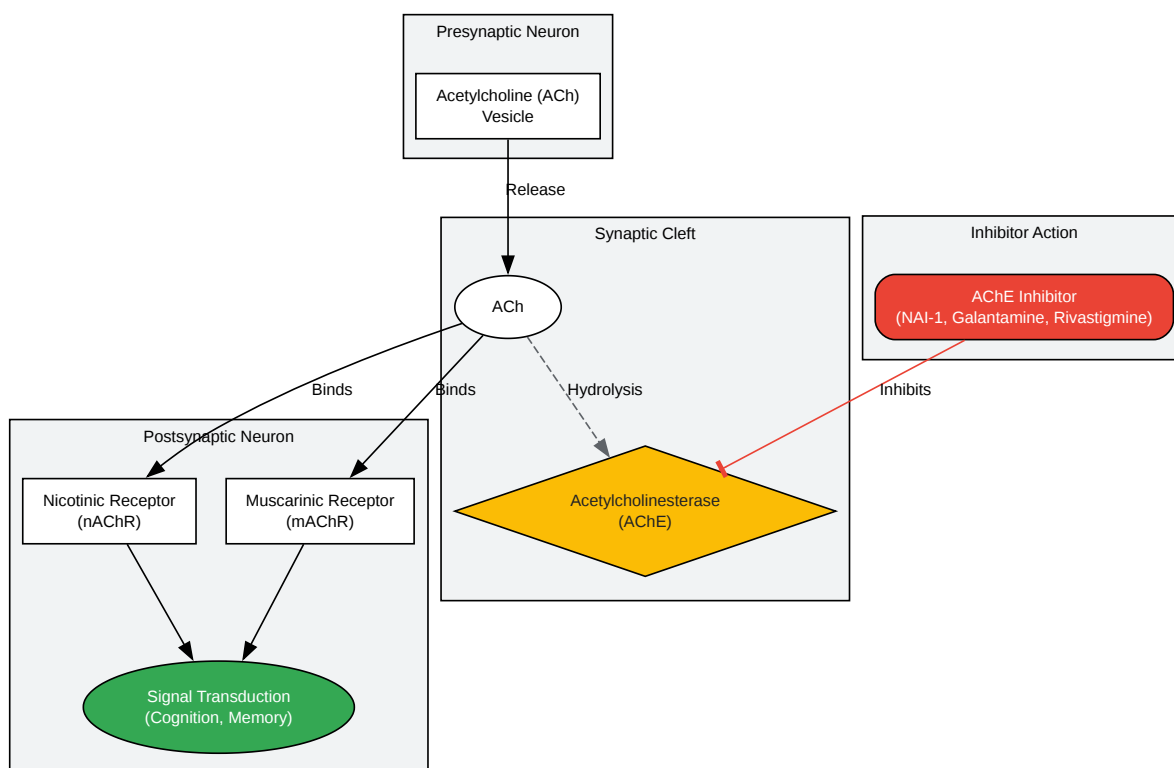 Presynaptic Neuron
Acetylcholine (ACh)
Vesicle
Release
Synaptic Cleft
Inhibitor Action
ACh
AChE Inhibitor
(NAI-1, Galantamine, Rivastigmine)
Binds
Binds
Hydrolysis
Inhibits
Postsynaptic Neuron
Nicotinic Receptor
(nAChR)
Muscarinic Receptor
(mAChR)
Acetylcholinesterase
(AChE)
Signal Transduction
(Cognition, Memory)